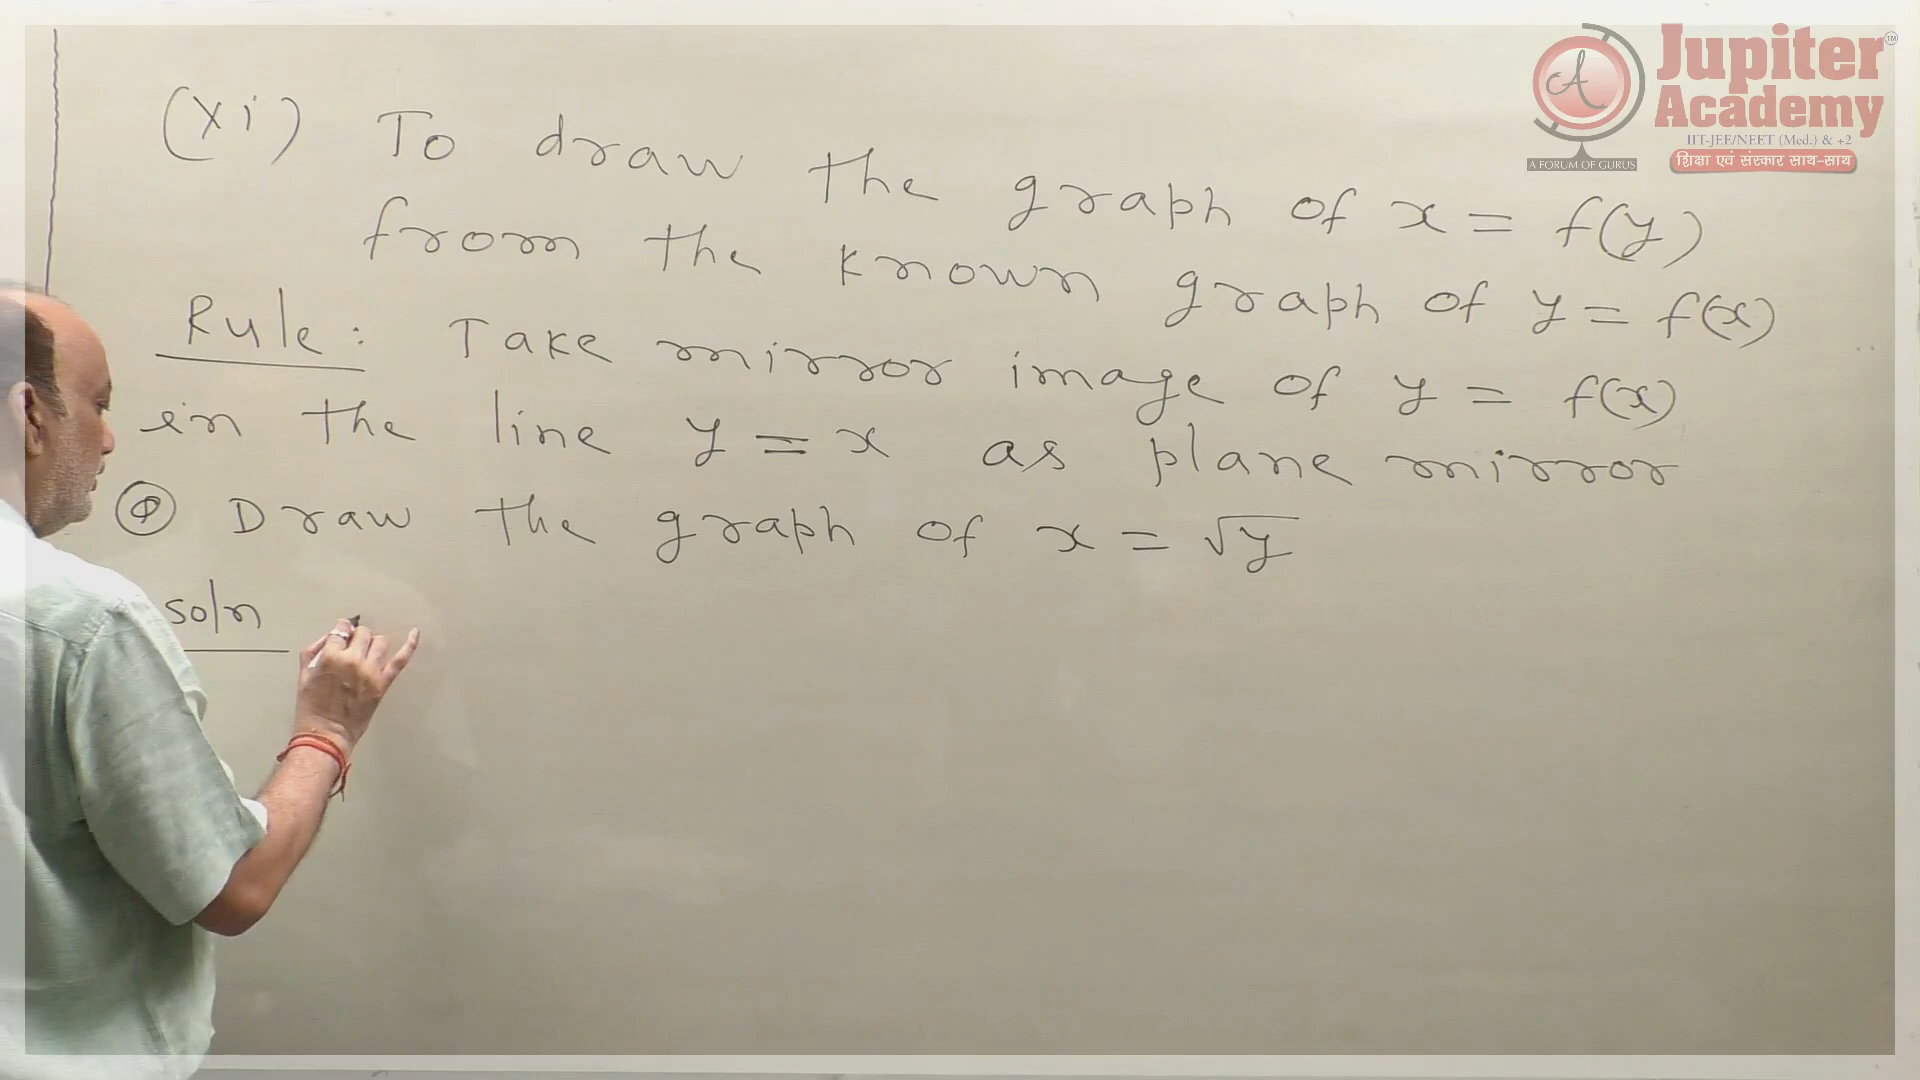 Jupiter
Academy
TM
IIT-JEE/NEET (Med.) & +2
A FORUM OF GURUS
शिक्षा एवं संस्कार साथ-साथ
(xi) To draw the graph of x = f(y)
from the known graph of y = f(x)
Rule: Take mirror image of y = f(x)
in the line y = x as plane mirror
Q Draw the graph of x = √y
Soln